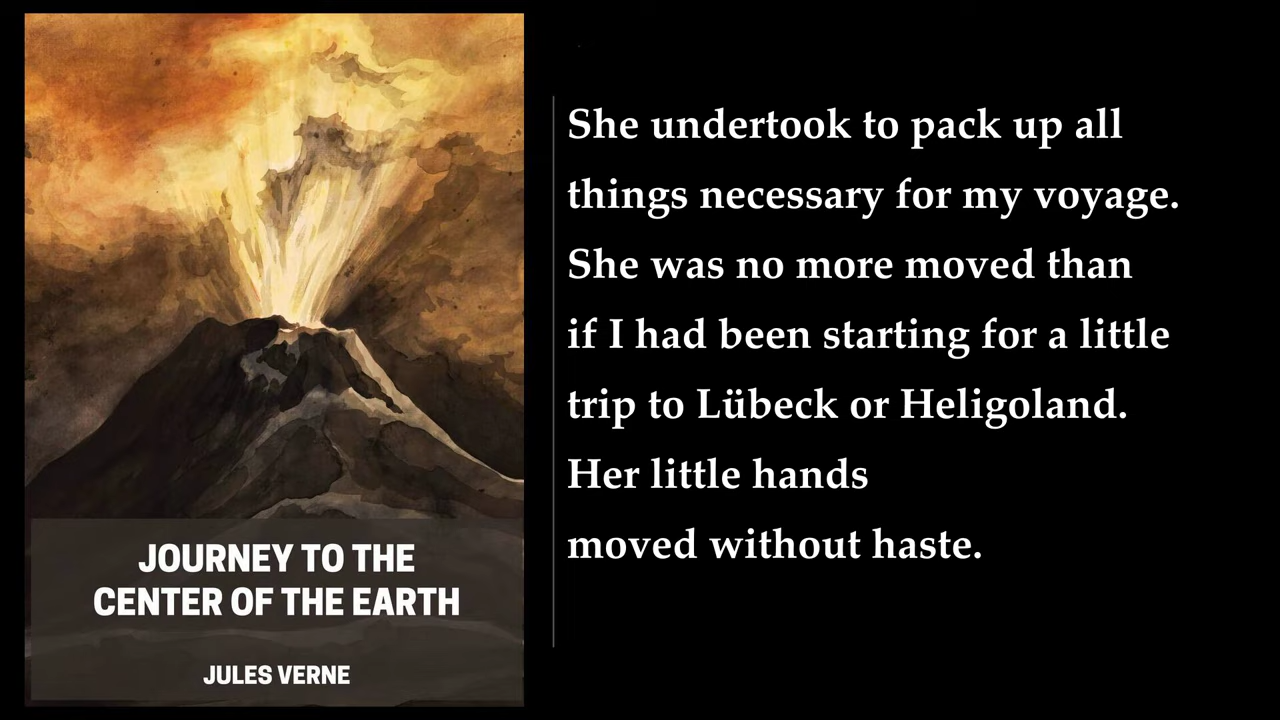 JOURNEY TO THE
CENTER OF THE EARTH
JULES VERNE
She undertook to pack up all
things necessary for my voyage.
She was no more moved than
if I had been starting for a little
trip to Lübeck or Heligoland.
Her little hands
moved without haste.